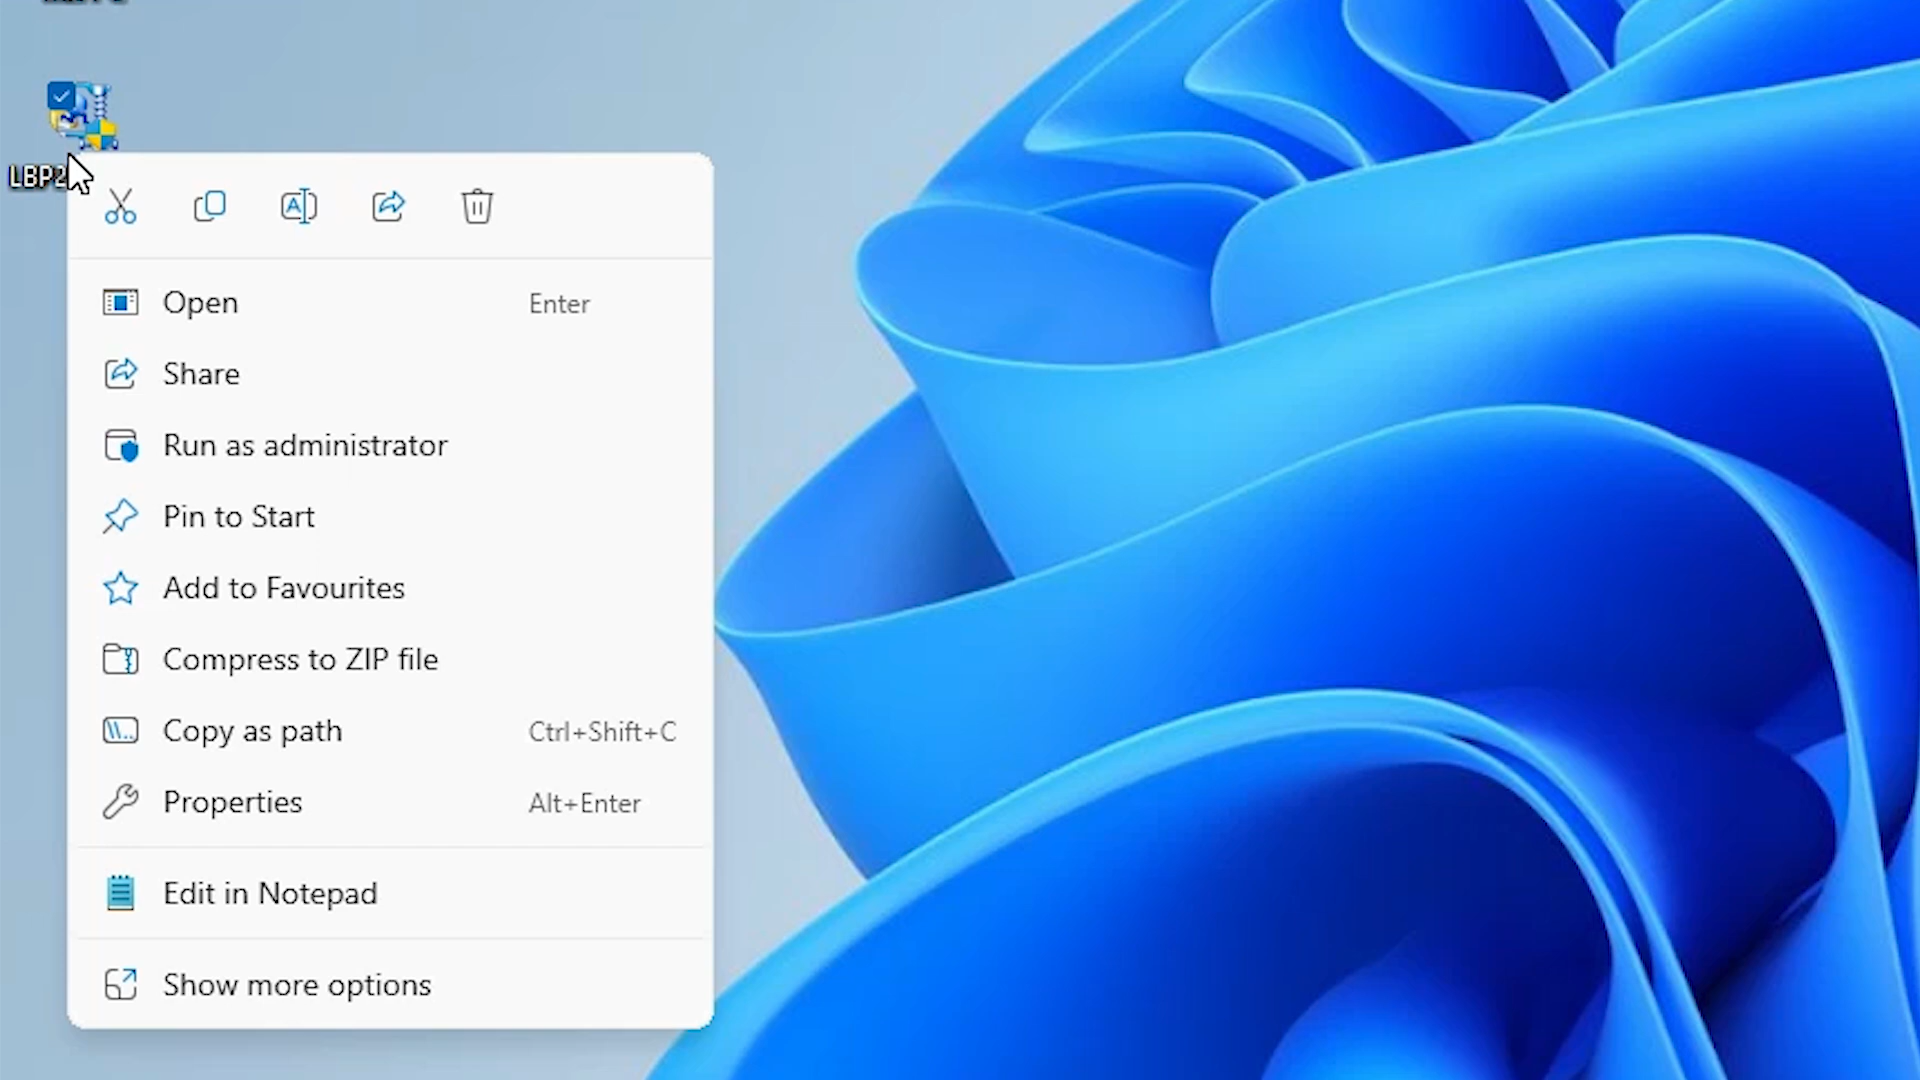 LBP2
Open Enter
Share
Run as administrator
Pin to Start
Add to Favourites
Compress to ZIP file
Copy as path Ctrl+Shift+C
Properties Alt+Enter
Edit in Notepad
Show more options